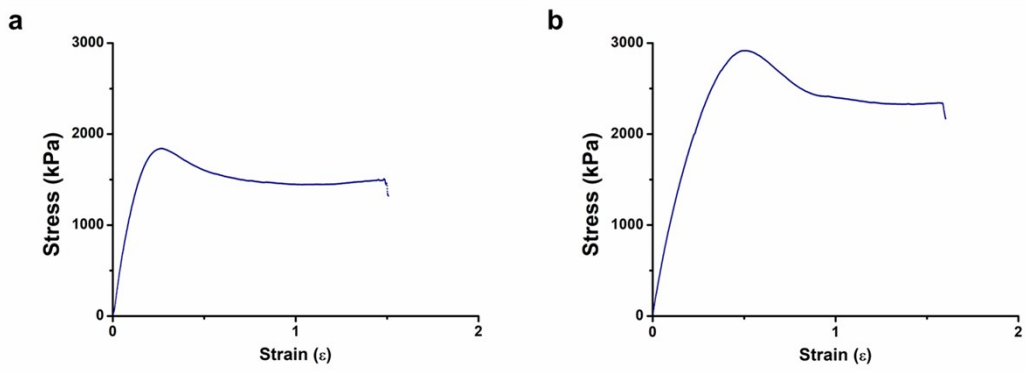 a
3000
2000
1000
0
Stress (kPa)
0
1
2
Strain (ε)
b
3000
2000
1000
0
Stress (kPa)
0
1
2
Strain (ε)